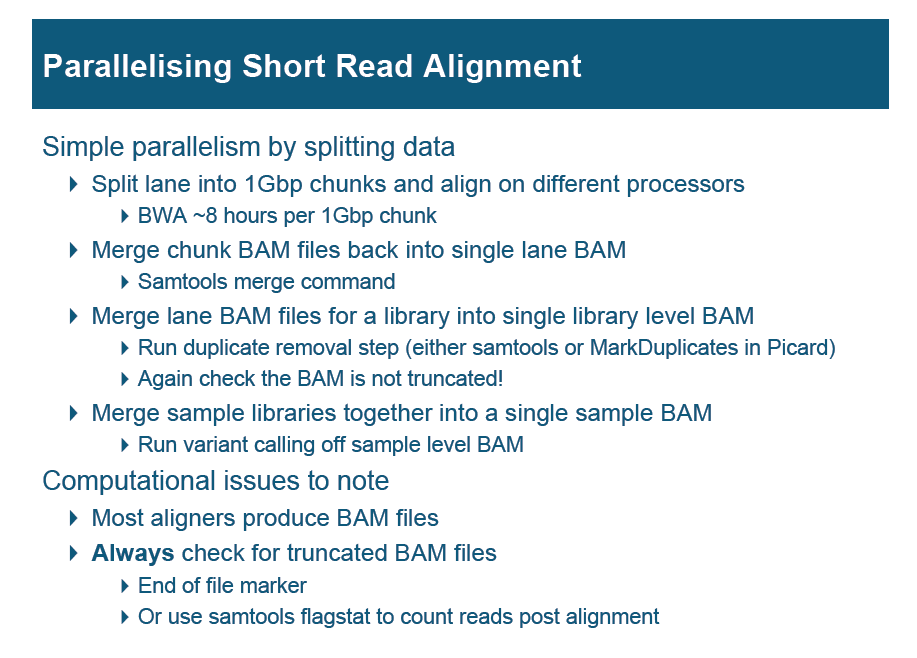 Parallelising Short Read Alignment
Simple parallelism by splitting data
Split lane into 1Gbp chunks and align on different processors
BWA ~8 hours per 1Gbp chunk
Merge chunk BAM files back into single lane BAM
Samtools merge command
Merge lane BAM files for a library into single library level BAM
Run duplicate removal step (either samtools or MarkDuplicates in Picard)
Again check the BAM is not truncated!
Merge sample libraries together into a single sample BAM
Run variant calling off sample level BAM
Computational issues to note
Most aligners produce BAM files
Always check for truncated BAM files
End of file marker
Or use samtools flagstat to count reads post alignment